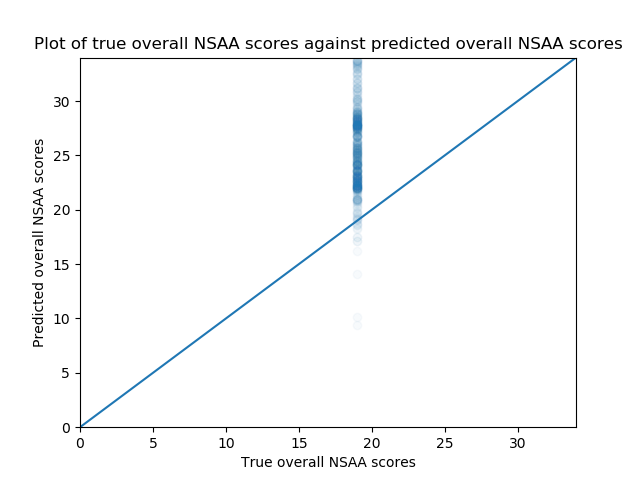 Plot of true overall NSAA scores against predicted overall NSAA scores
30
25
20
15
10
5
0
Predicted overall NSAA scores
0 5 10 15 20 25 30
True overall NSAA scores